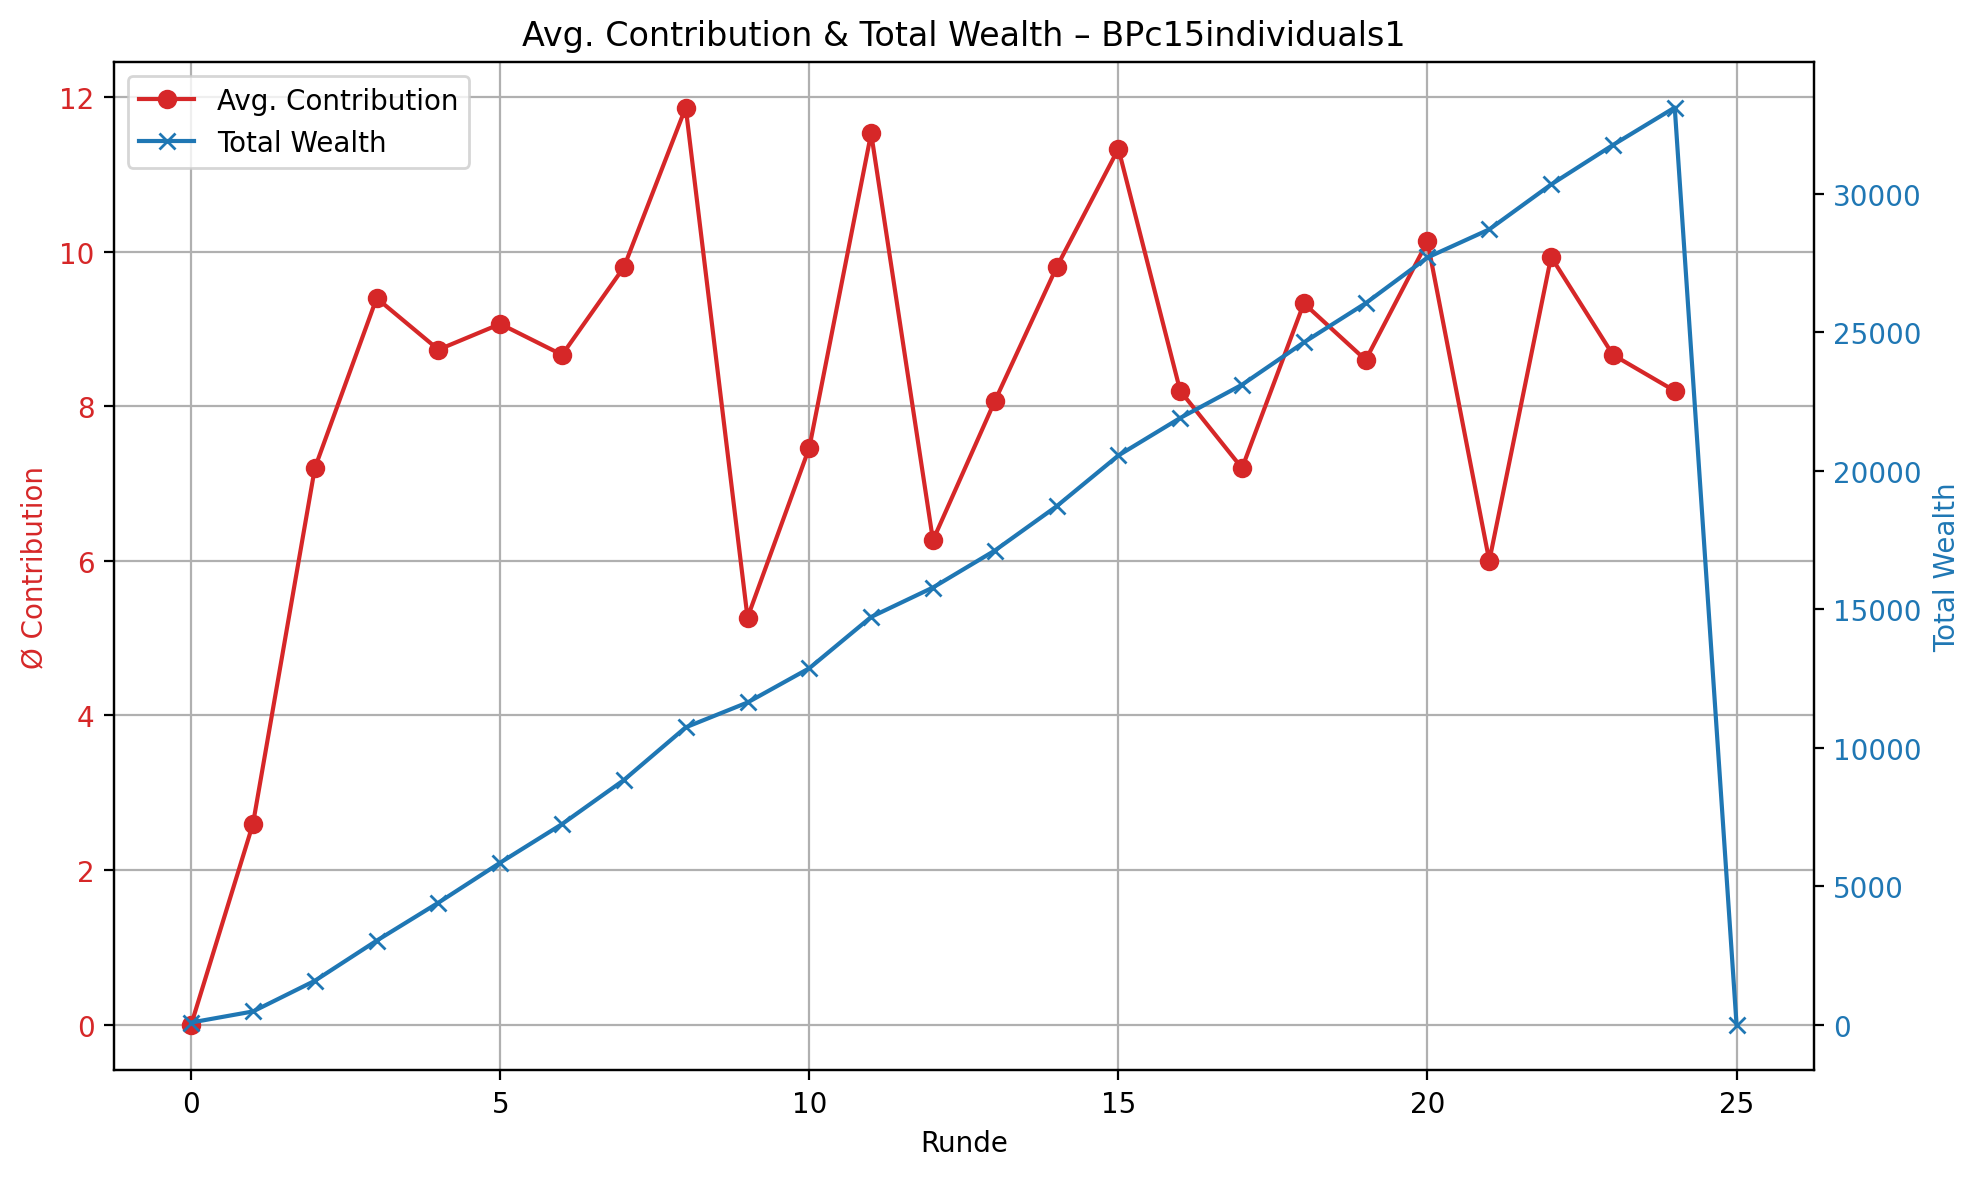 Avg. Contribution & Total Wealth – BPc15individuals1
Avg. Contribution
Total Wealth
12
10
8
6
4
2
0
Ø Contribution
30000
25000
20000
15000
10000
5000
0
Total Wealth
0 5 10 15 20 25
Runde